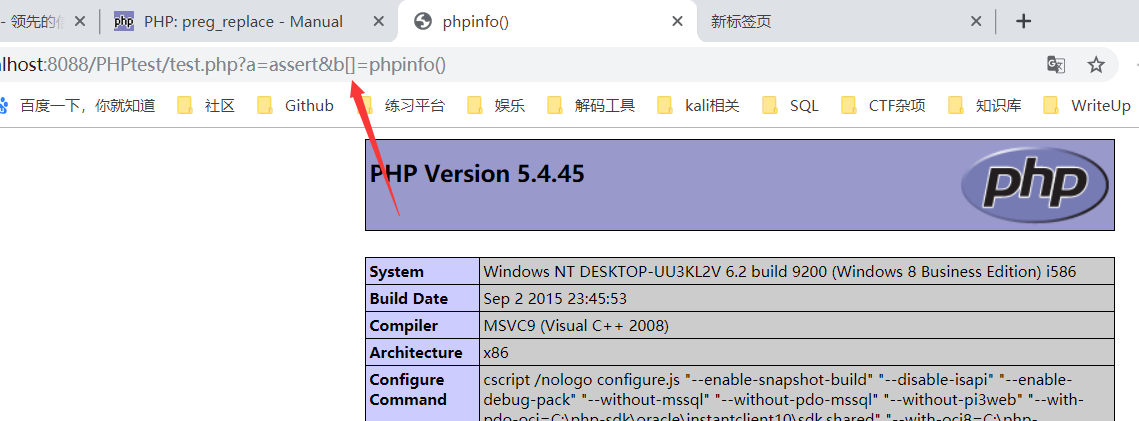 - 领先的信
PHP: preg_replace - Manual
phpinfo()
新标签页
lhost:8088/PHPtest/test.php?a=assert&b[]=phpinfo()
百度一下，你就知道
社区
Github
练习平台
娱乐
解码工具
kali相关
SQL
CTF杂项
知识库
WriteUp
PHP Version 5.4.45
php
System Windows NT DESKTOP-UU3KL2V 6.2 build 9200 (Windows 8 Business Edition) i586
Build Date Sep 2 2015 23:45:53
Compiler MSVC9 (Visual C++ 2008)
Architecture x86
Configure Command cscript /nologo configure.js "--enable-snapshot-build" "--disable-isapi" "--enable-
debug-pack" "--without-mssql" "--without-pdo-mssql" "--without-pi3web" "--with-
pdo-oci=C:\php-sdk\oracle\instantclient10\sdk,shared" "--with-oci8=C:\php-